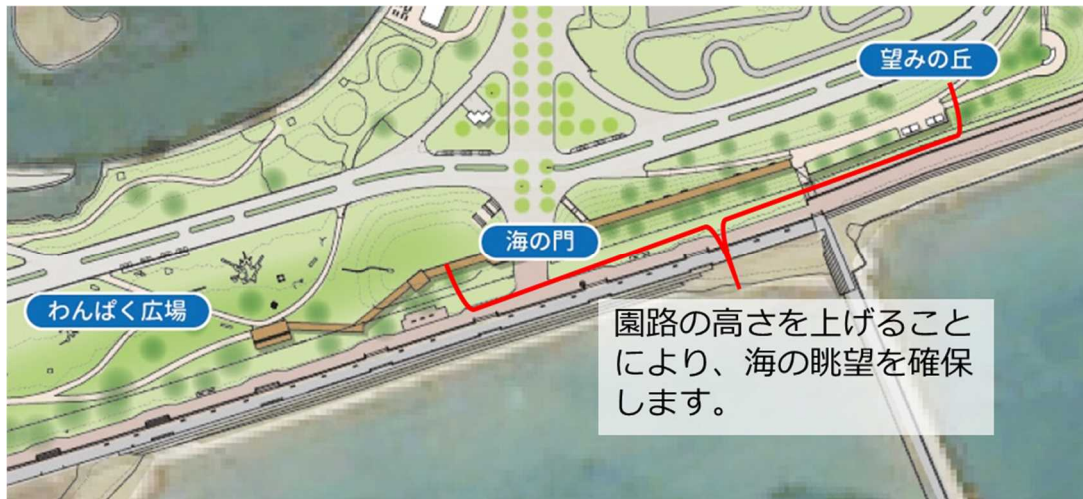 望みの丘
海の門
わんぱく広場
園路の高さを上げること
により、海の眺望を確保
します。